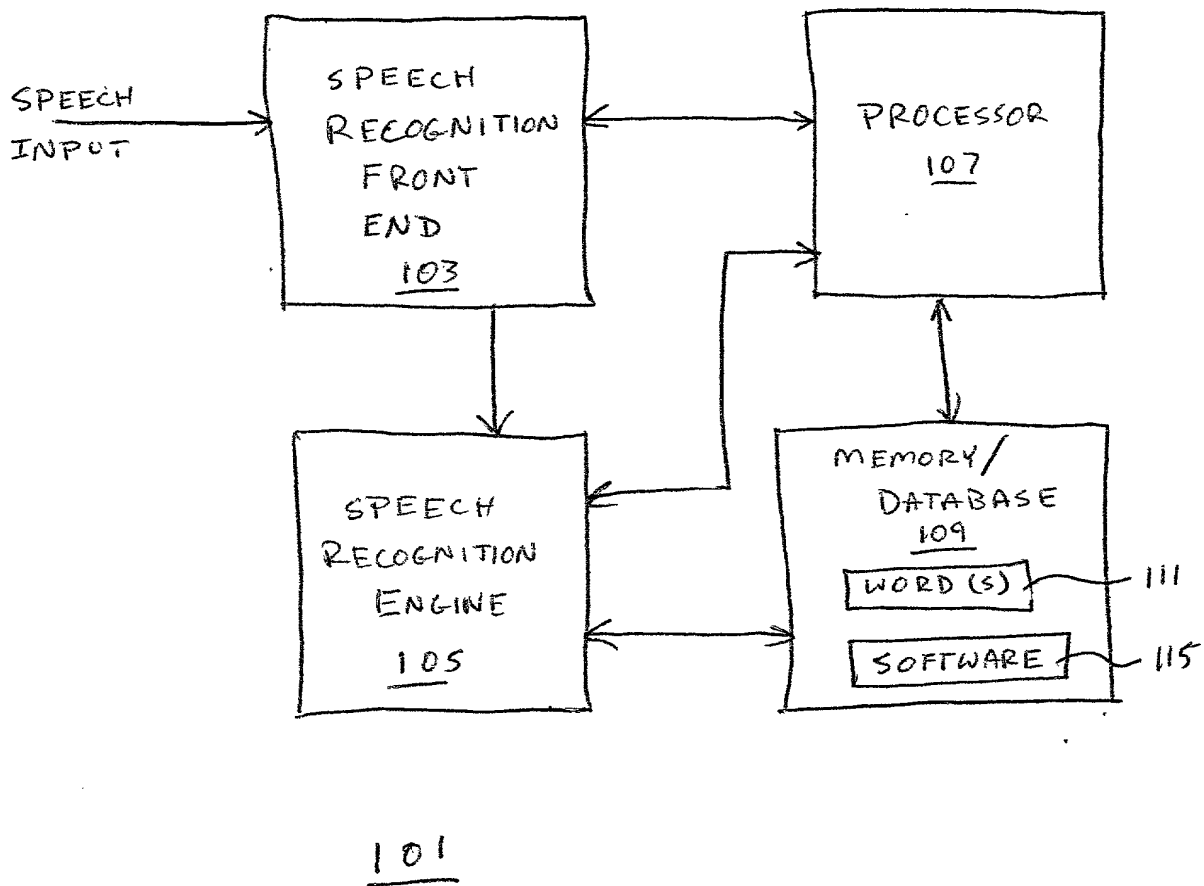 SPEECH
INPUT
SPEECH
RECOGNITION
FRONT
END
103
PROCESSOR
107
SPEECH
RECOGNITION
ENGINE
105
MEMORY/
DATABASE
109
WORD(S)
111
SOFTWARE
115
101